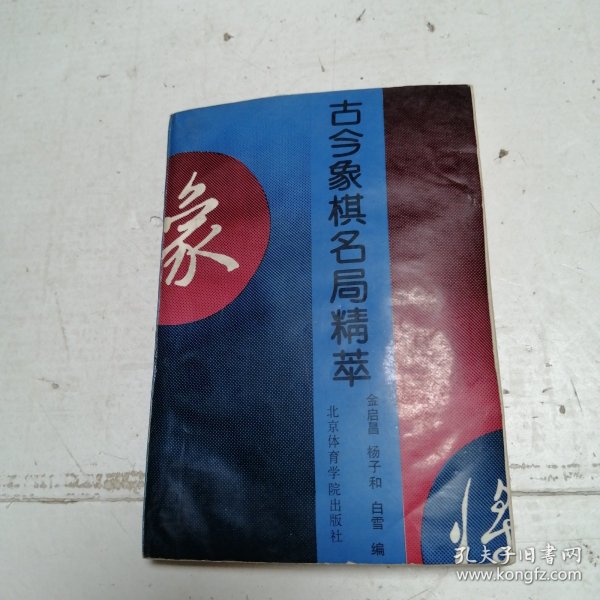 古今象棋名局精萃
金启昌 杨子和 白雪 编
北京体育学院出版社
象
将
孔夫子旧书网
www.kongfz.com